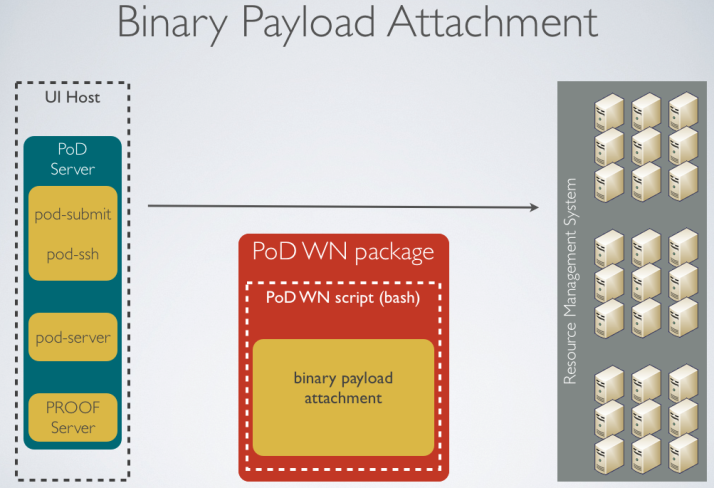 Binary Payload Attachment
UI Host
PoD
Server
pod-submit
pod-ssh
pod-server
PROOF
Server
PoD WN package
PoD WN script (bash)
binary payload
attachment
Resource Management System